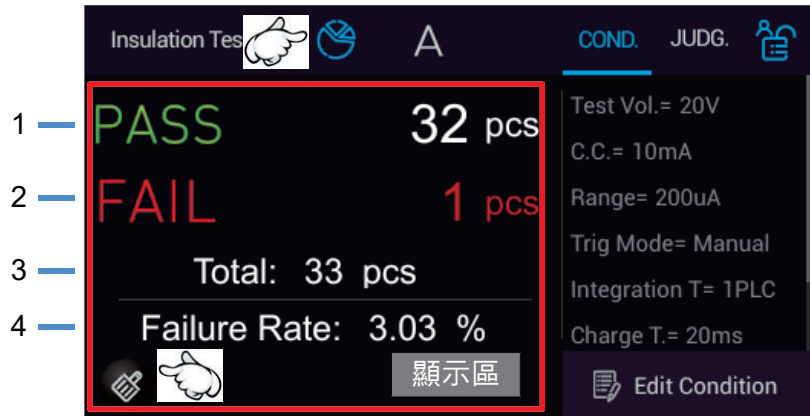 Insulation Tes A COND. JUDG.
1 PASS 32 pcs
2 FAIL 1 pcs
3 Total: 33 pcs
4 Failure Rate: 3.03 %
顯示區
Test Vol.= 20V
C.C.= 10mA
Range= 200uA
Trig Mode= Manual
Integration T= 1PLC
Charge T.= 20ms
Edit Condition